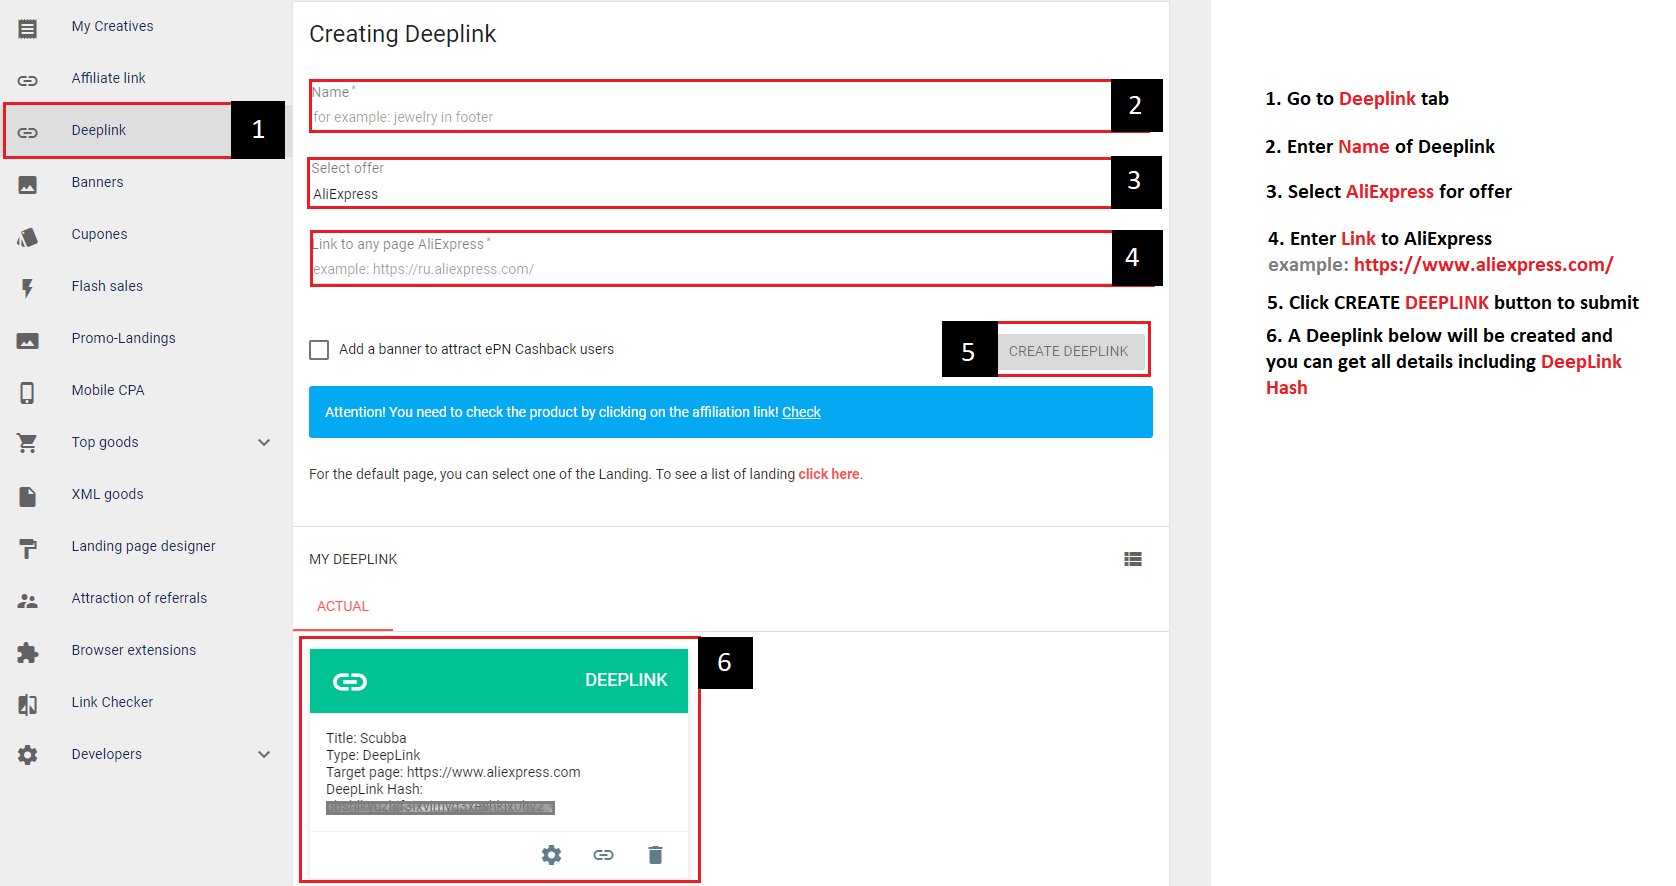 My Creatives
Affiliate link
Deeplink
1
Banners
Cupones
Flash sales
Promo-Landings
Mobile CPA
Top goods
XML goods
Landing page designer
Attraction of referrals
Browser extensions
Link Checker
Developers
Creating Deeplink
Name*
for example: jewelry in footer
2
Select offer
AliExpress
3
Link to any page AliExpress*
example: https://ru.aliexpress.com/
4
Add a banner to attract ePN Cashback users
5
CREATE DEEPLINK
Attention! You need to check the product by clicking on the affiliation link! Check
For the default page, you can select one of the Landing. To see a list of landing click here.
MY DEEPLINK
ACTUAL
6
DEEPLINK
Title: Scubba
Type: DeepLink
Target page: https://www.aliexpress.com
DeepLink Hash:
1. Go to Deeplink tab
2. Enter Name of Deeplink
3. Select AliExpress for offer
4. Enter Link to AliExpress
example: https://www.aliexpress.com/
5. Click CREATE DEEPLINK button to submit
6. A Deeplink below will be created and
you can get all details including DeepLink
Hash